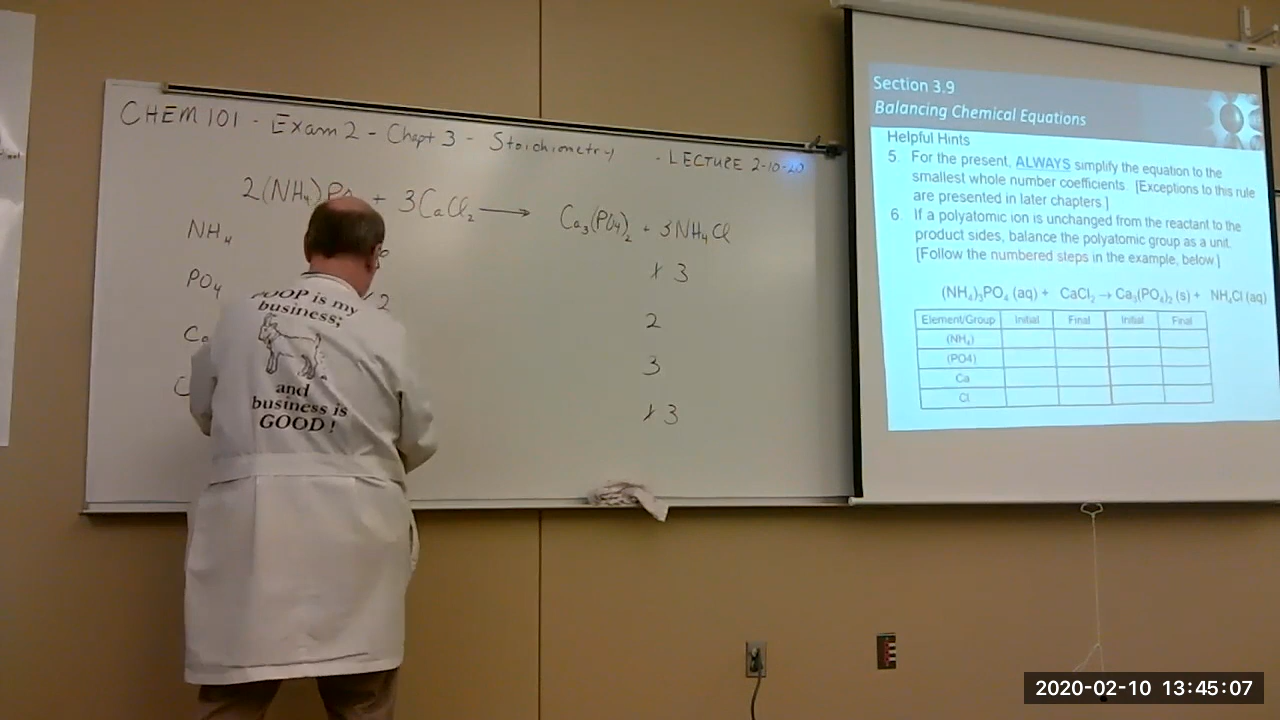 CHEM 101 - Exam 2 - Chapt 3 - Stoichiometry - LECTURE 2-10-20
2(NH₄) + 3CaCl₂ → Ca₃(PO₄)₂ + 3NH₄Cl
NH₄
1 3
PO₄
2
2
Ca
3
1 3
is my
business;
and
business is
GOOD!
Section 3.9
Balancing Chemical Equations
Helpful Hints
5. For the present, ALWAYS simplify the equation to the
smallest whole number coefficients. [Exceptions to this rule
are presented in later chapters.]
6. If a polyatomic ion is unchanged from the reactant to the
product sides, balance the polyatomic group as a unit.
[Follow the numbered steps in the example, below.]
(NH₄)₃PO₄ (aq) + CaCl₂ → Ca₃(PO₄)₂ (s) + NH₄Cl (aq)
Element/Group Initial Final Initial Final
(NH₄)
(PO4)
Ca
Cl
2020-02-10 13:45:07